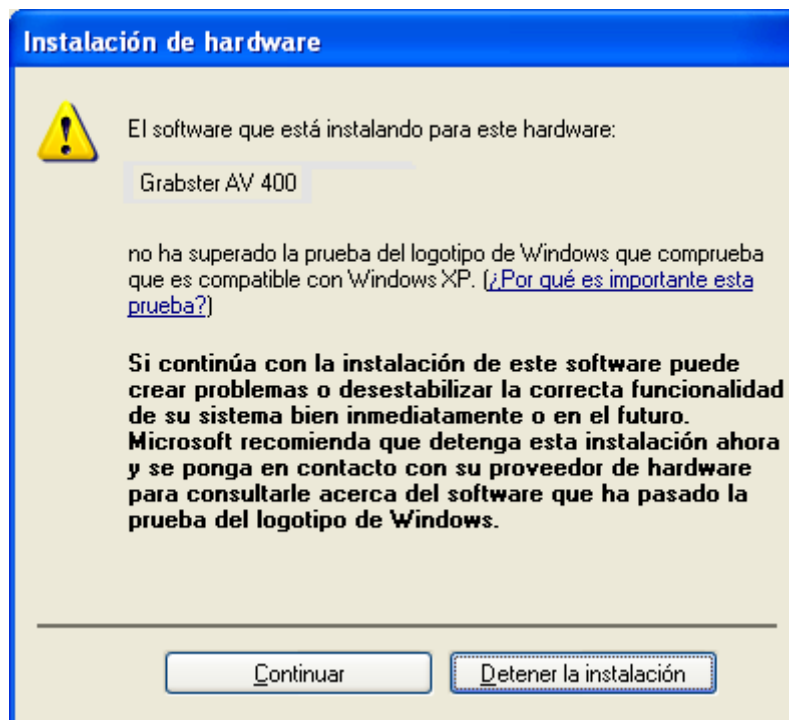 Instalación de hardware
El software que está instalando para este hardware:
Grabster AV 400
no ha superado la prueba del logotipo de Windows que comprueba
que es compatible con Windows XP. (¿Por qué es importante esta
prueba?)
Si continúa con la instalación de este software puede
crear problemas o desestabilizar la correcta funcionalidad
de su sistema bien inmediatamente o en el futuro.
Microsoft recomienda que detenga esta instalación ahora
y se ponga en contacto con su proveedor de hardware
para consultarle acerca del software que ha pasado la
prueba del logotipo de Windows.
Continuar
Detener la instalación